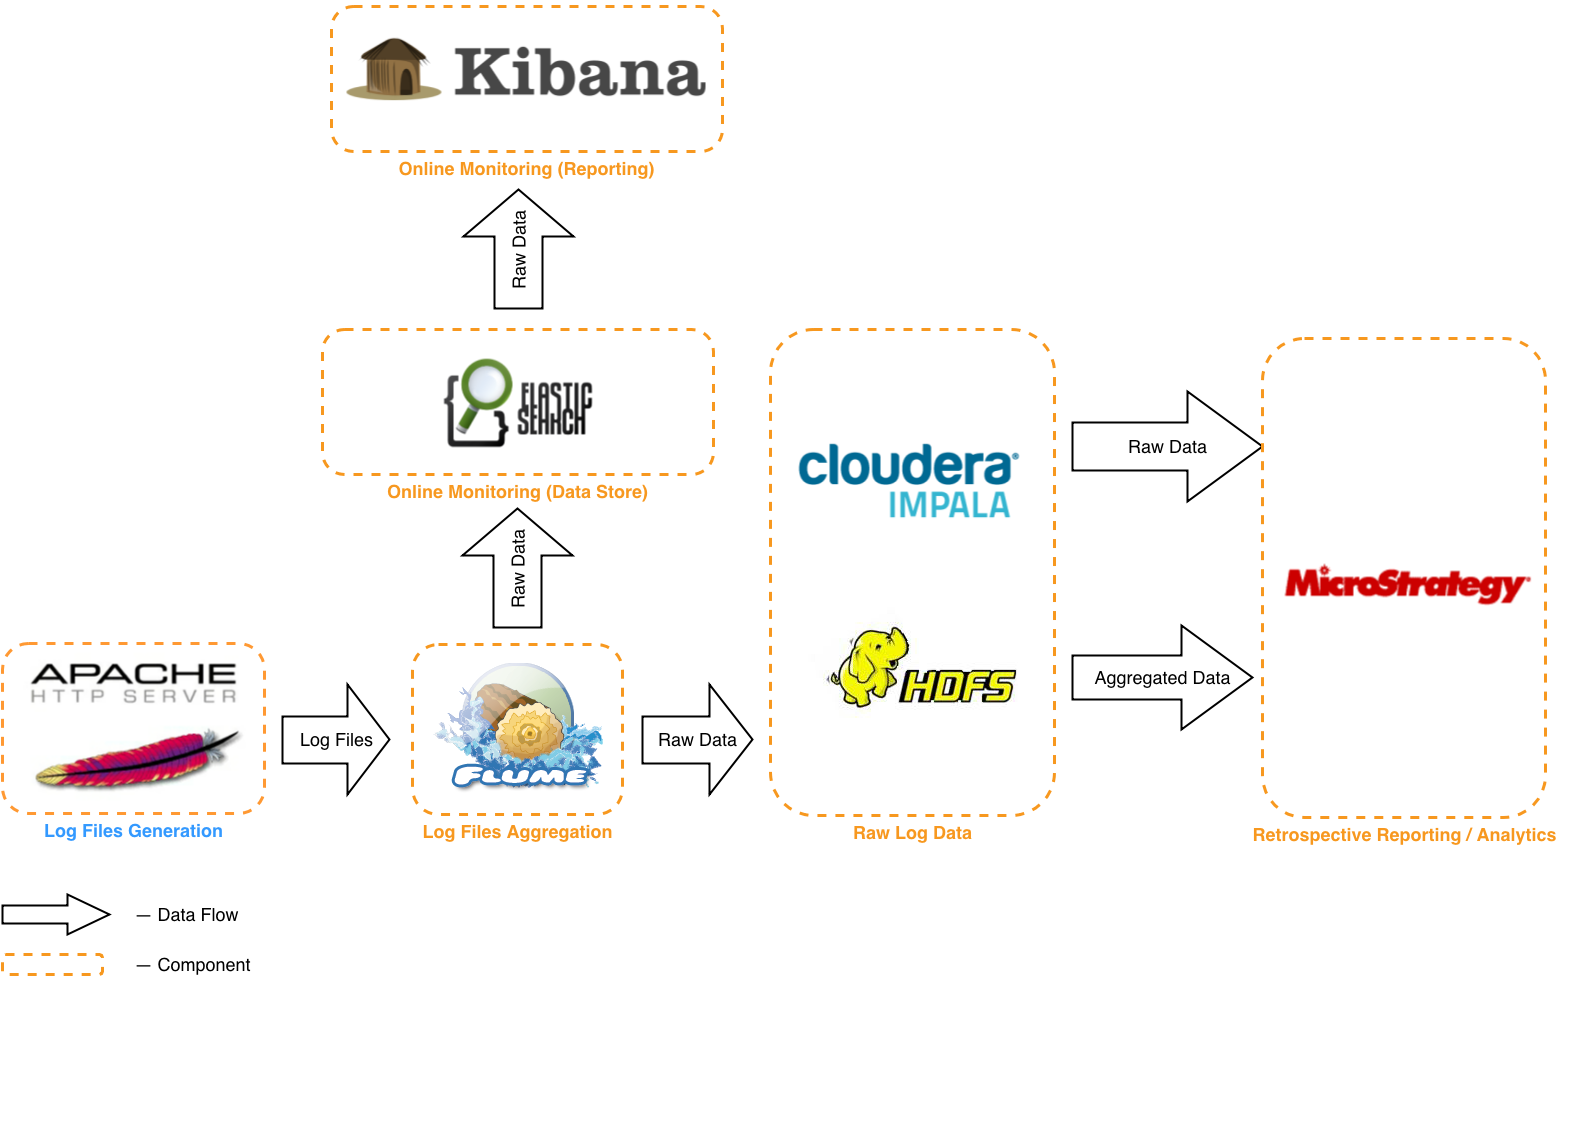 Kibana
Online Monitoring (Reporting)
Raw Data
ELASTIC
SEARCH
Online Monitoring (Data Store)
Raw Data
cloudera
IMPALA
Raw Data
MicroStrategy
HDFS
Aggregated Data
APACHE
HTTP SERVER
Log Files
FLUME
Raw Data
Log Files Generation
Log Files Aggregation
Raw Log Data
Retrospective Reporting / Analytics
— Data Flow
— Component